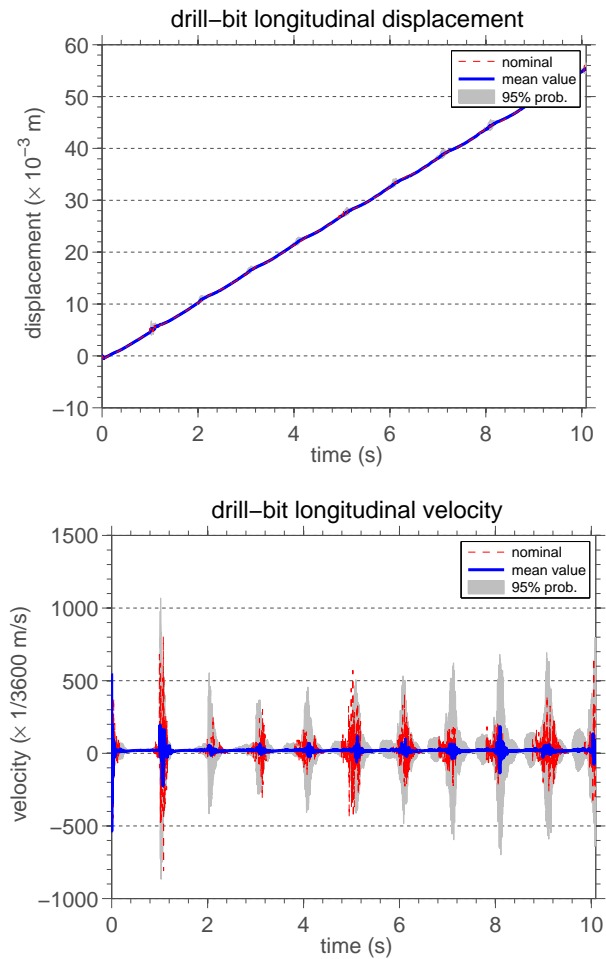 drill−bit longitudinal displacement
60
50
40
30
20
10
0
−10
displacement (× 10−3 m)
nominal
mean value
95% prob.
0 2 4 6 8 10
time (s)
drill−bit longitudinal velocity
1500
1000
500
0
−500
−1000
velocity (× 1/3600 m/s)
nominal
mean value
95% prob.
0 2 4 6 8 10
time (s)